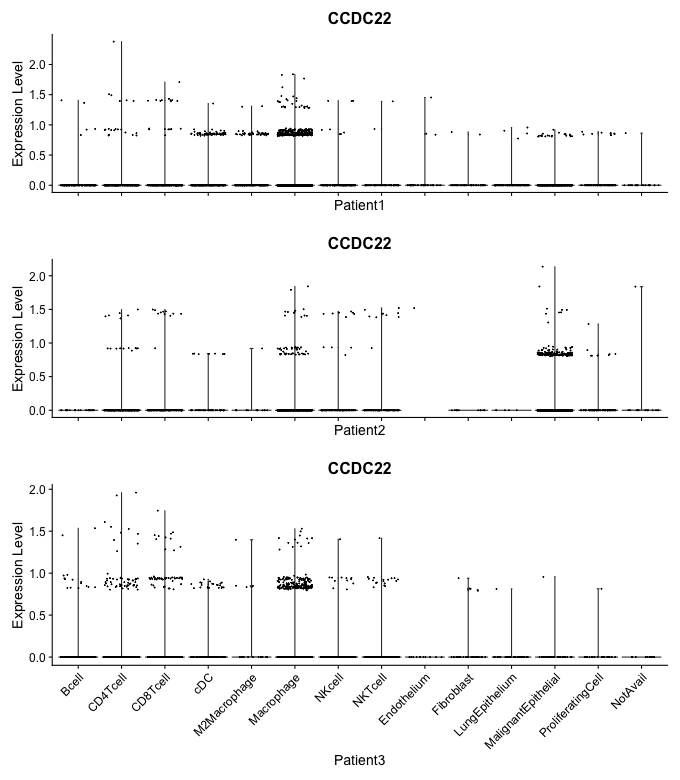 CCDC22
Expression Level
2.0
1.5
1.0
0.5
0.0
Patient1
CCDC22
Expression Level
2.0
1.5
1.0
0.5
0.0
Patient2
CCDC22
Expression Level
2.0
1.5
1.0
0.5
0.0
Bcell
CD4Tcell
CD8Tcell
cDC
M2Macrophage
Macrophage
NKcell
NKTcell
Endothelium
Fibroblast
LungEpithelium
MalignantEpithelial
ProliferatingCell
NotAvail
Patient3